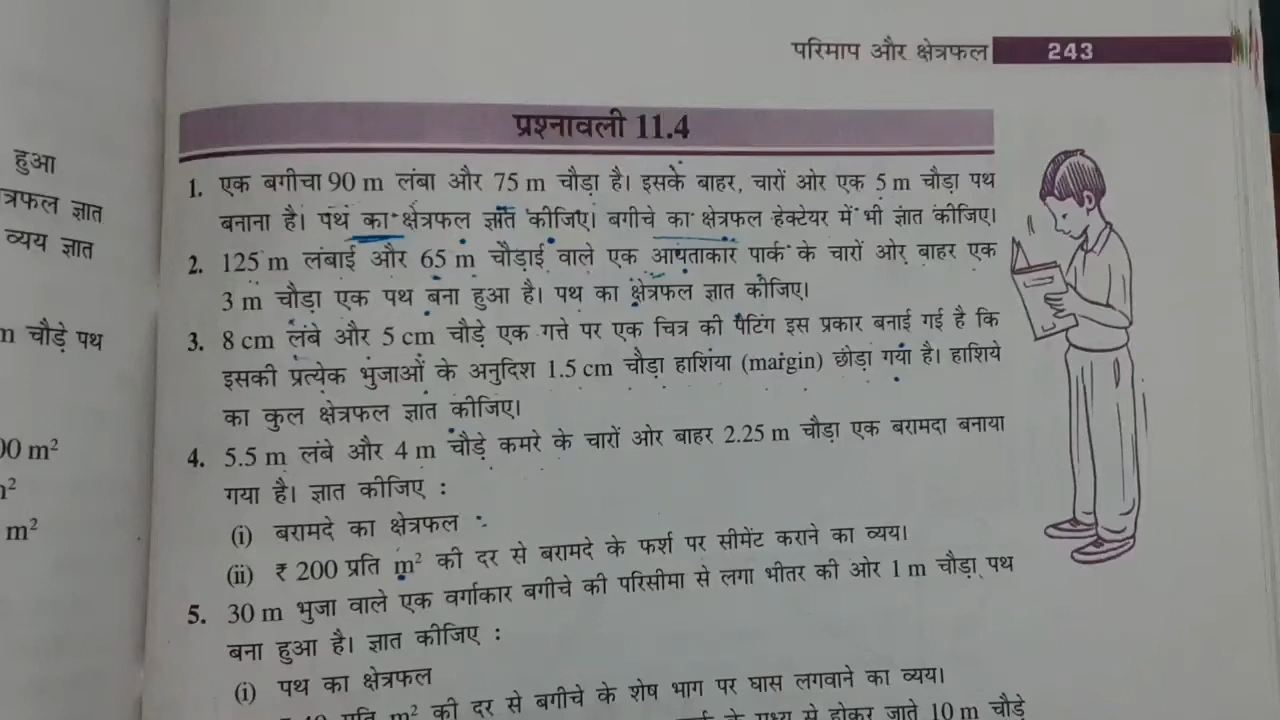 परिमाप और क्षेत्रफल 243
प्रश्नावली 11.4
हुआ
त्रफल ज्ञात
व्यय ज्ञात
m चौड़े पथ
00 m²
m²
m²
1. एक बगीचा 90 m लंबा और 75 m चौड़ा है। इसके बाहर, चारों ओर एक 5 m चौड़ा पथ
बनाना है। पथ का क्षेत्रफल ज्ञात कीजिए। बगीचे का क्षेत्रफल हेक्टेयर में भी ज्ञात कीजिए।
2. 125 m लंबाई और 65 m चौड़ाई वाले एक आयताकार पार्क के चारों ओर बाहर एक
3 m चौड़ा एक पथ बना हुआ है। पथ का क्षेत्रफल ज्ञात कीजिए।
3. 8 cm लंबे और 5 cm चौड़े एक गत्ते पर एक चित्र की पेंटिंग इस प्रकार बनाई गई है कि
इसकी प्रत्येक भुजाओं के अनुदिश 1.5 cm चौड़ा हाशिया (margin) छोड़ा गया है। हाशिये
का कुल क्षेत्रफल ज्ञात कीजिए।
4. 5.5 m लंबे और 4 m चौड़े कमरे के चारों ओर बाहर 2.25 m चौड़ा एक बरामदा बनाया
गया है। ज्ञात कीजिए :
(i) बरामदे का क्षेत्रफल
(ii) ₹ 200 प्रति m² की दर से बरामदे के फर्श पर सीमेंट कराने का व्यय।
5. 30 m भुजा वाले एक वर्गाकार बगीचे की परिसीमा से लगा भीतर की ओर 1 m चौड़ा पथ
बना हुआ है। ज्ञात कीजिए :
(i) पथ का क्षेत्रफल
प्रति m² की दर से बगीचे के शेष भाग पर घास लगवाने का व्यय।
के मध्य से होकर जाते 10 m चौड़े